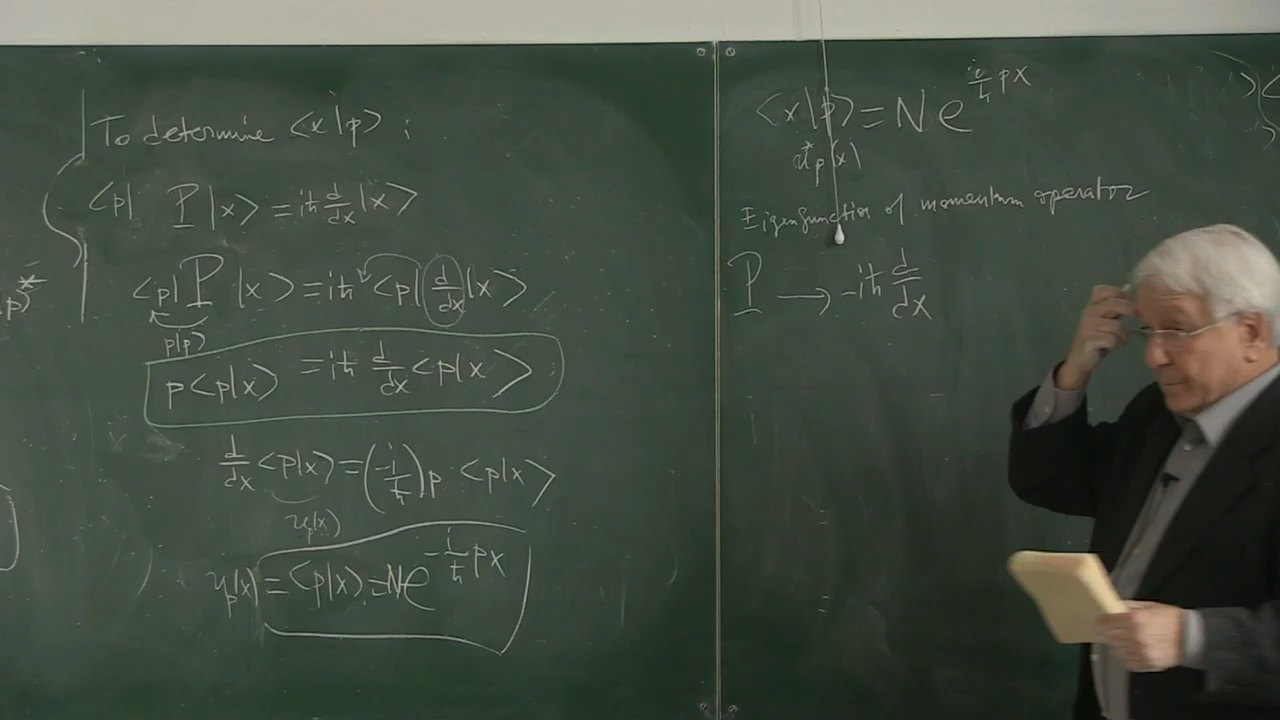 To determine <x|p> :
<p| P |x> = iħ d/dx |x>
<p| P |x> = iħ <p| d/dx |x>
p<p|
p<p|x> = iħ d/dx <p|x>
d/dx <p|x> = (-i/ħ) p · <p|x>
u_p(x)
u_p(x) = <p|x> = N e^{-i/ħ px}
p)*
<x|p> = N e^{i/ħ px}
u*_p(x)
Eigenfunction of momentum operator
P → -iħ d/dx